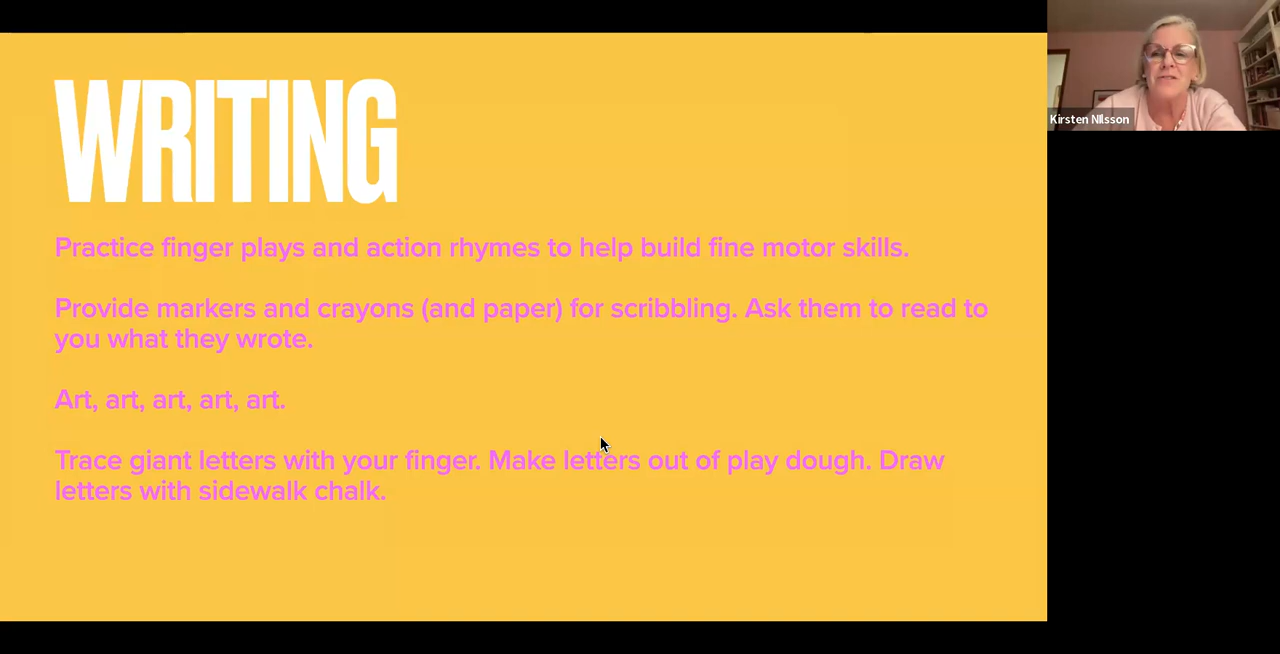 WRITING
Practice finger plays and action rhymes to help build fine motor skills.
Provide markers and crayons (and paper) for scribbling. Ask them to read to
you what they wrote.
Art, art, art, art, art.
Trace giant letters with your finger. Make letters out of play dough. Draw
letters with sidewalk chalk.
Kirsten NIlsson